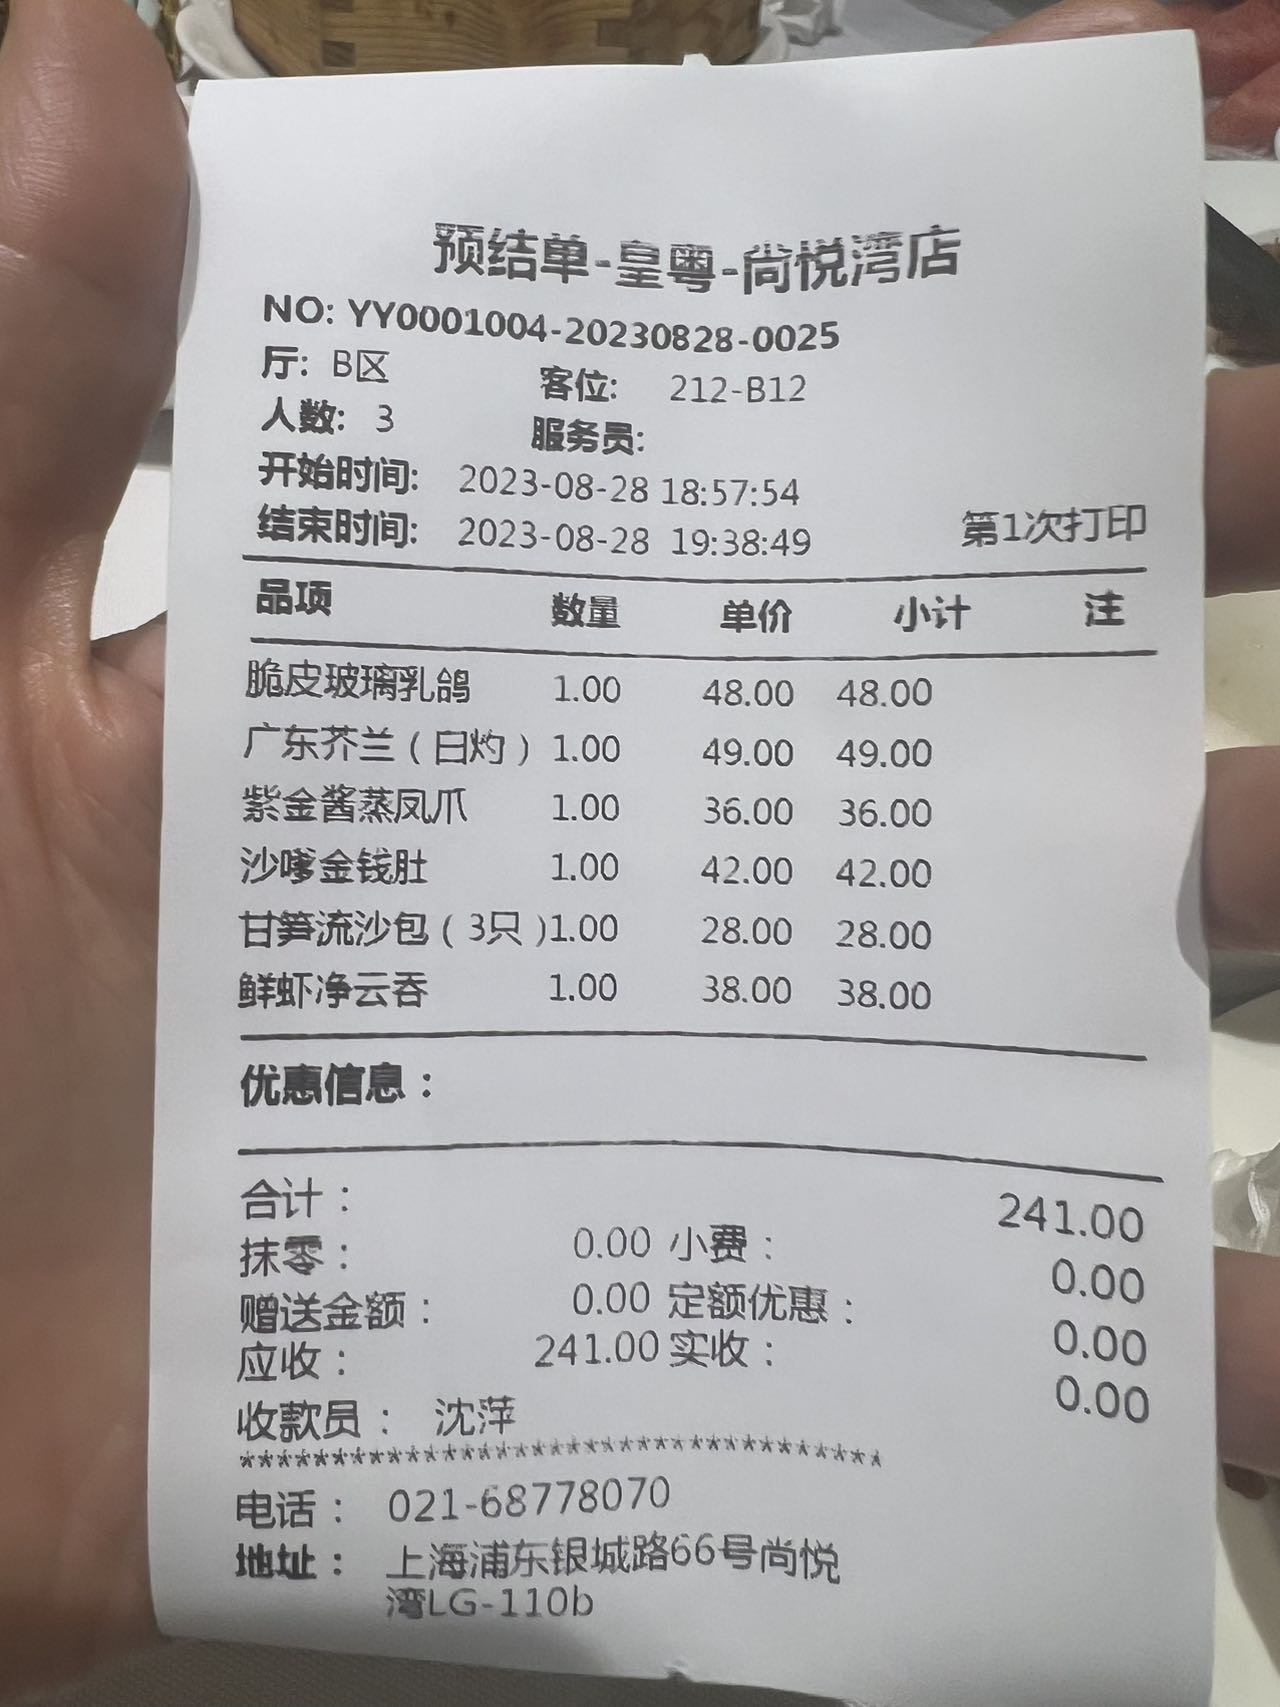 预结单-皇粤-尚悦湾店
NO: YY0001004-20230828-0025
厅: B区 客位: 212-B12
人数: 3 服务员:
开始时间: 2023-08-28 18:57:54
结束时间: 2023-08-28 19:38:49 第1次打印
品项 数量 单价 小计 注
脆皮玻璃乳鸽 1.00 48.00 48.00
广东芥兰（白灼） 1.00 49.00 49.00
紫金酱蒸凤爪 1.00 36.00 36.00
沙嗲金钱肚 1.00 42.00 42.00
甘笋流沙包（3只）1.00 28.00 28.00
鲜虾净云吞 1.00 38.00 38.00
优惠信息：
合计： 241.00
抹零： 0.00 小费： 0.00
赠送金额： 0.00 定额优惠： 0.00
应收： 241.00 实收： 0.00
收款员： 沈萍
***********************************
电话： 021-68778070
地址： 上海浦东银城路66号尚悦
湾LG-110b